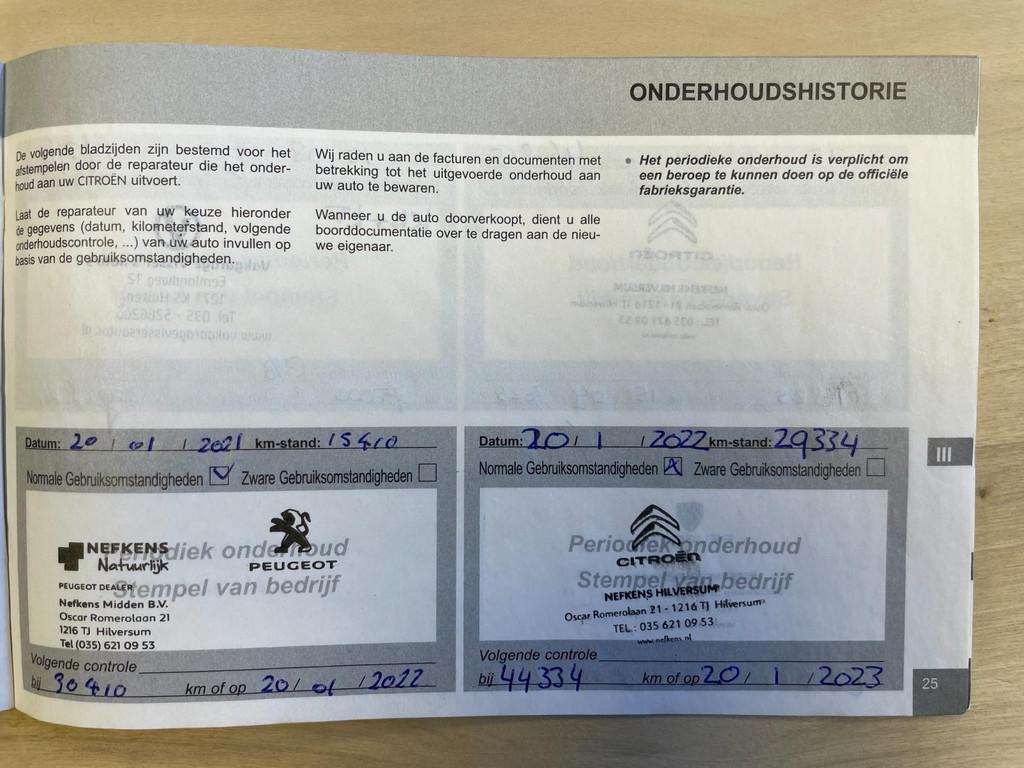 ONDERHOUDSHISTORIE
De volgende bladzijden zijn bestemd voor het
afstempelen door de reparateur die het onder-
houd aan uw CITROËN uitvoert.
Laat de reparateur van uw keuze hieronder
de gegevens (datum, kilometerstand, volgende
onderhoudscontrole, ...) van uw auto invullen op
basis van de gebruiksomstandigheden.
Wij raden u aan de facturen en documenten met
betrekking tot het uitgevoerde onderhoud aan
uw auto te bewaren.
Wanneer u de auto doorverkoopt, dient u alle
boorddocumentatie over te dragen aan de nieu-
we eigenaar.
• Het periodieke onderhoud is verplicht om
een beroep te kunnen doen op de officiële
fabrieksgarantie.
Datum: 20 / 01 / 2021 km-stand: 15410
Normale Gebruiksomstandigheden Zware Gebruiksomstandigheden
Periodiek onderhoud
Stempel van bedrijf
NEFKENS
Natuurlijk
PEUGEOT
PEUGEOT DEALER
Nefkens Midden B.V.
Oscar Romerolaan 21
1216 TJ Hilversum
Tel (035) 621 09 53
Volgende controle
bij 30410 km of op 20/ 01 / 2022
Datum: 20 / 1 / 2022 km-stand: 29334
Normale Gebruiksomstandigheden Zware Gebruiksomstandigheden
Periodiek onderhoud
Stempel van bedrijf
CITROËN
NEFKENS HILVERSUM
Oscar Romerolaan 21 - 1216 TJ Hilversum
TEL.: 035 621 09 53
www.nefkens.nl
Volgende controle
bij 44334 km of op 20 / 1 / 2023
III
25